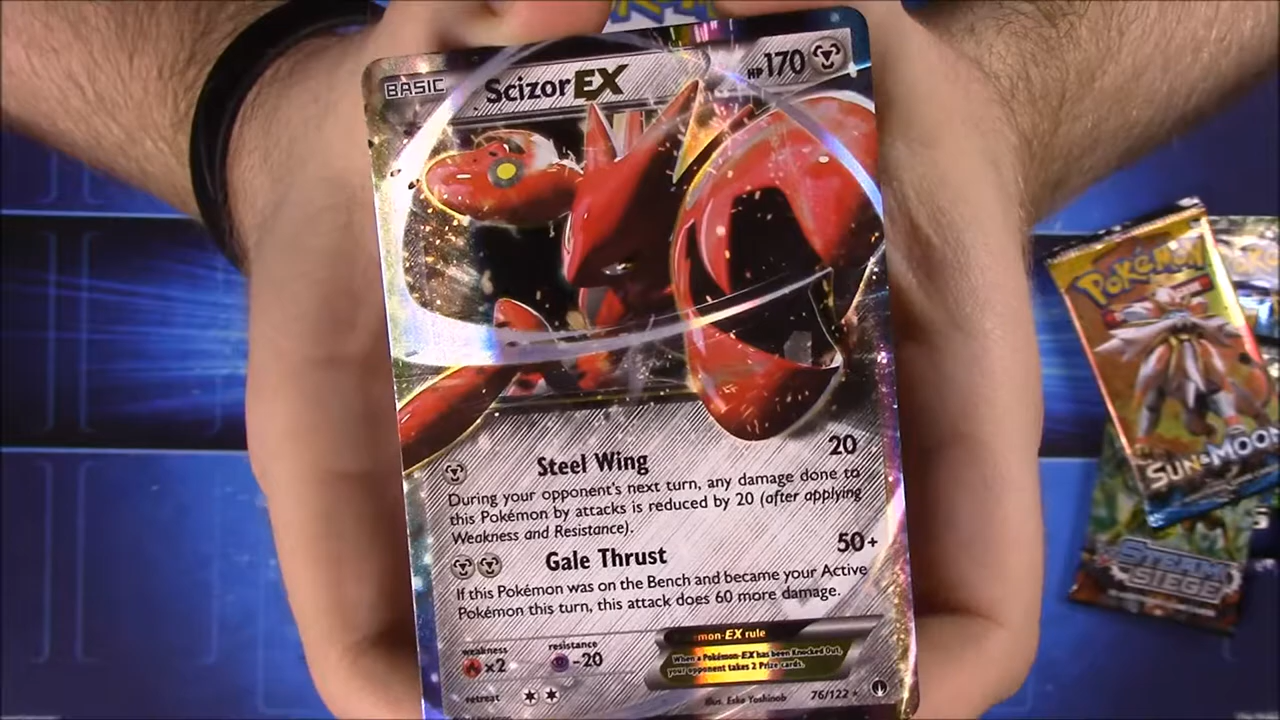 BASIC
ScizorEX
HP170
Steel Wing
20
During your opponent's next turn, any damage done to
this Pokémon by attacks is reduced by 20 (after applying
Weakness and Resistance).
Gale Thrust
50+
If this Pokémon was on the Bench and became your Active
Pokémon this turn, this attack does 60 more damage.
weakness
×2
resistance
-20
retreat
mon-EX rule
When a Pokémon-EX has been Knocked Out,
your opponent takes 2 Prize cards.
Illus. Eske Yoshinob
76/122
POKéMON
SUN & MOON
STEAM
SIEGE